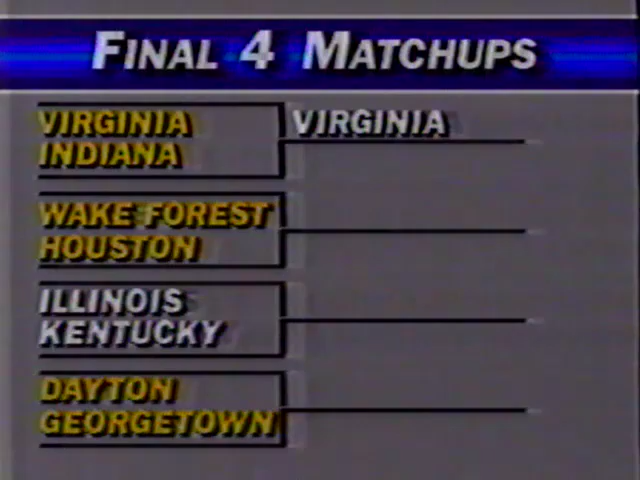 FINAL 4 MATCHUPS
VIRGINIA
INDIANA
VIRGINIA
WAKE FOREST
HOUSTON
ILLINOIS
KENTUCKY
DAYTON
GEORGETOWN